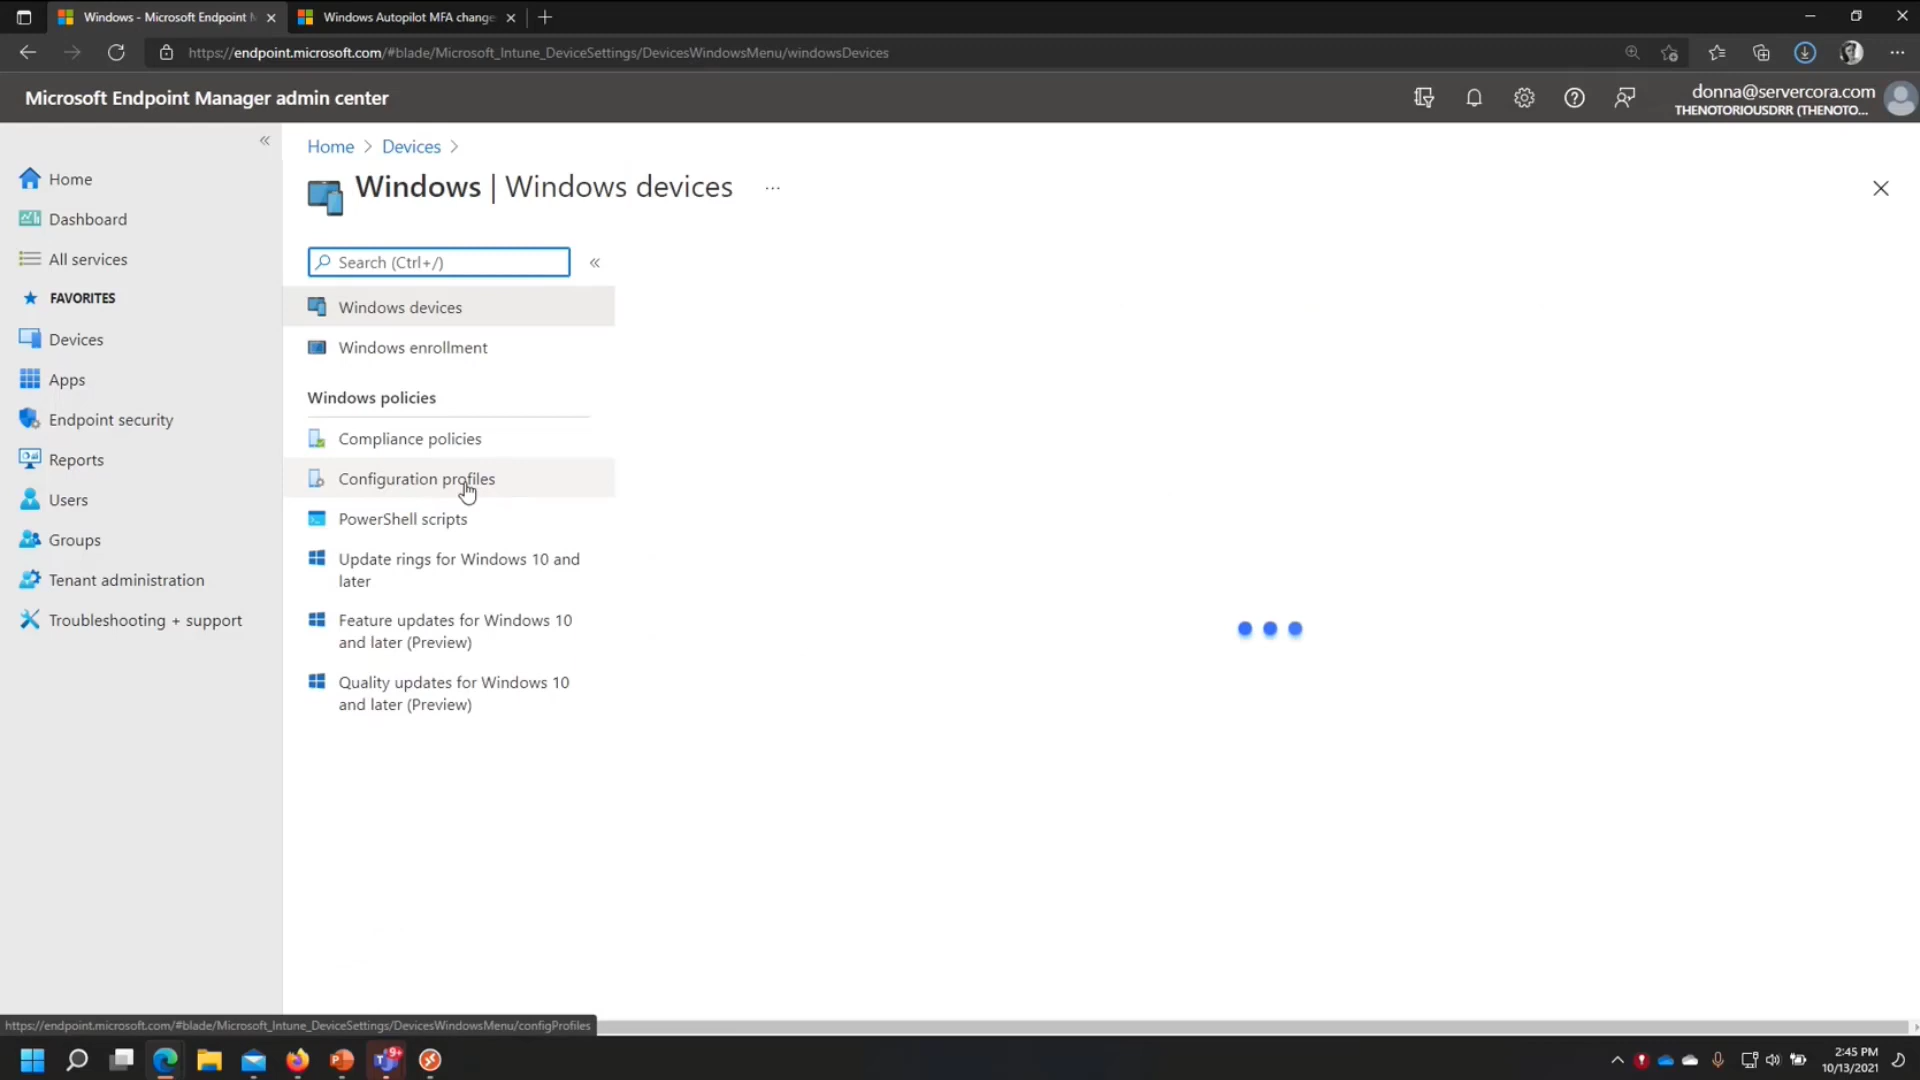 Windows - Microsoft Endpoint M
Windows Autopilot MFA change
https://endpoint.microsoft.com/#blade/Microsoft_Intune_DeviceSettings/DevicesWindowsMenu/windowsDevices
Microsoft Endpoint Manager admin center
donna@servercora.com
THENOTORIOUSDRR (THENOTO...
Home
Dashboard
All services
FAVORITES
Devices
Apps
Endpoint security
Reports
Users
Groups
Tenant administration
Troubleshooting + support
Home > Devices >
Windows | Windows devices ...
Search (Ctrl+/)
Windows devices
Windows enrollment
Windows policies
Compliance policies
Configuration profiles
PowerShell scripts
Update rings for Windows 10 and
later
Feature updates for Windows 10
and later (Preview)
Quality updates for Windows 10
and later (Preview)
https://endpoint.microsoft.com/#blade/Microsoft_Intune_DeviceSettings/DevicesWindowsMenu/configProfiles
9+
2:45 PM
10/13/2021